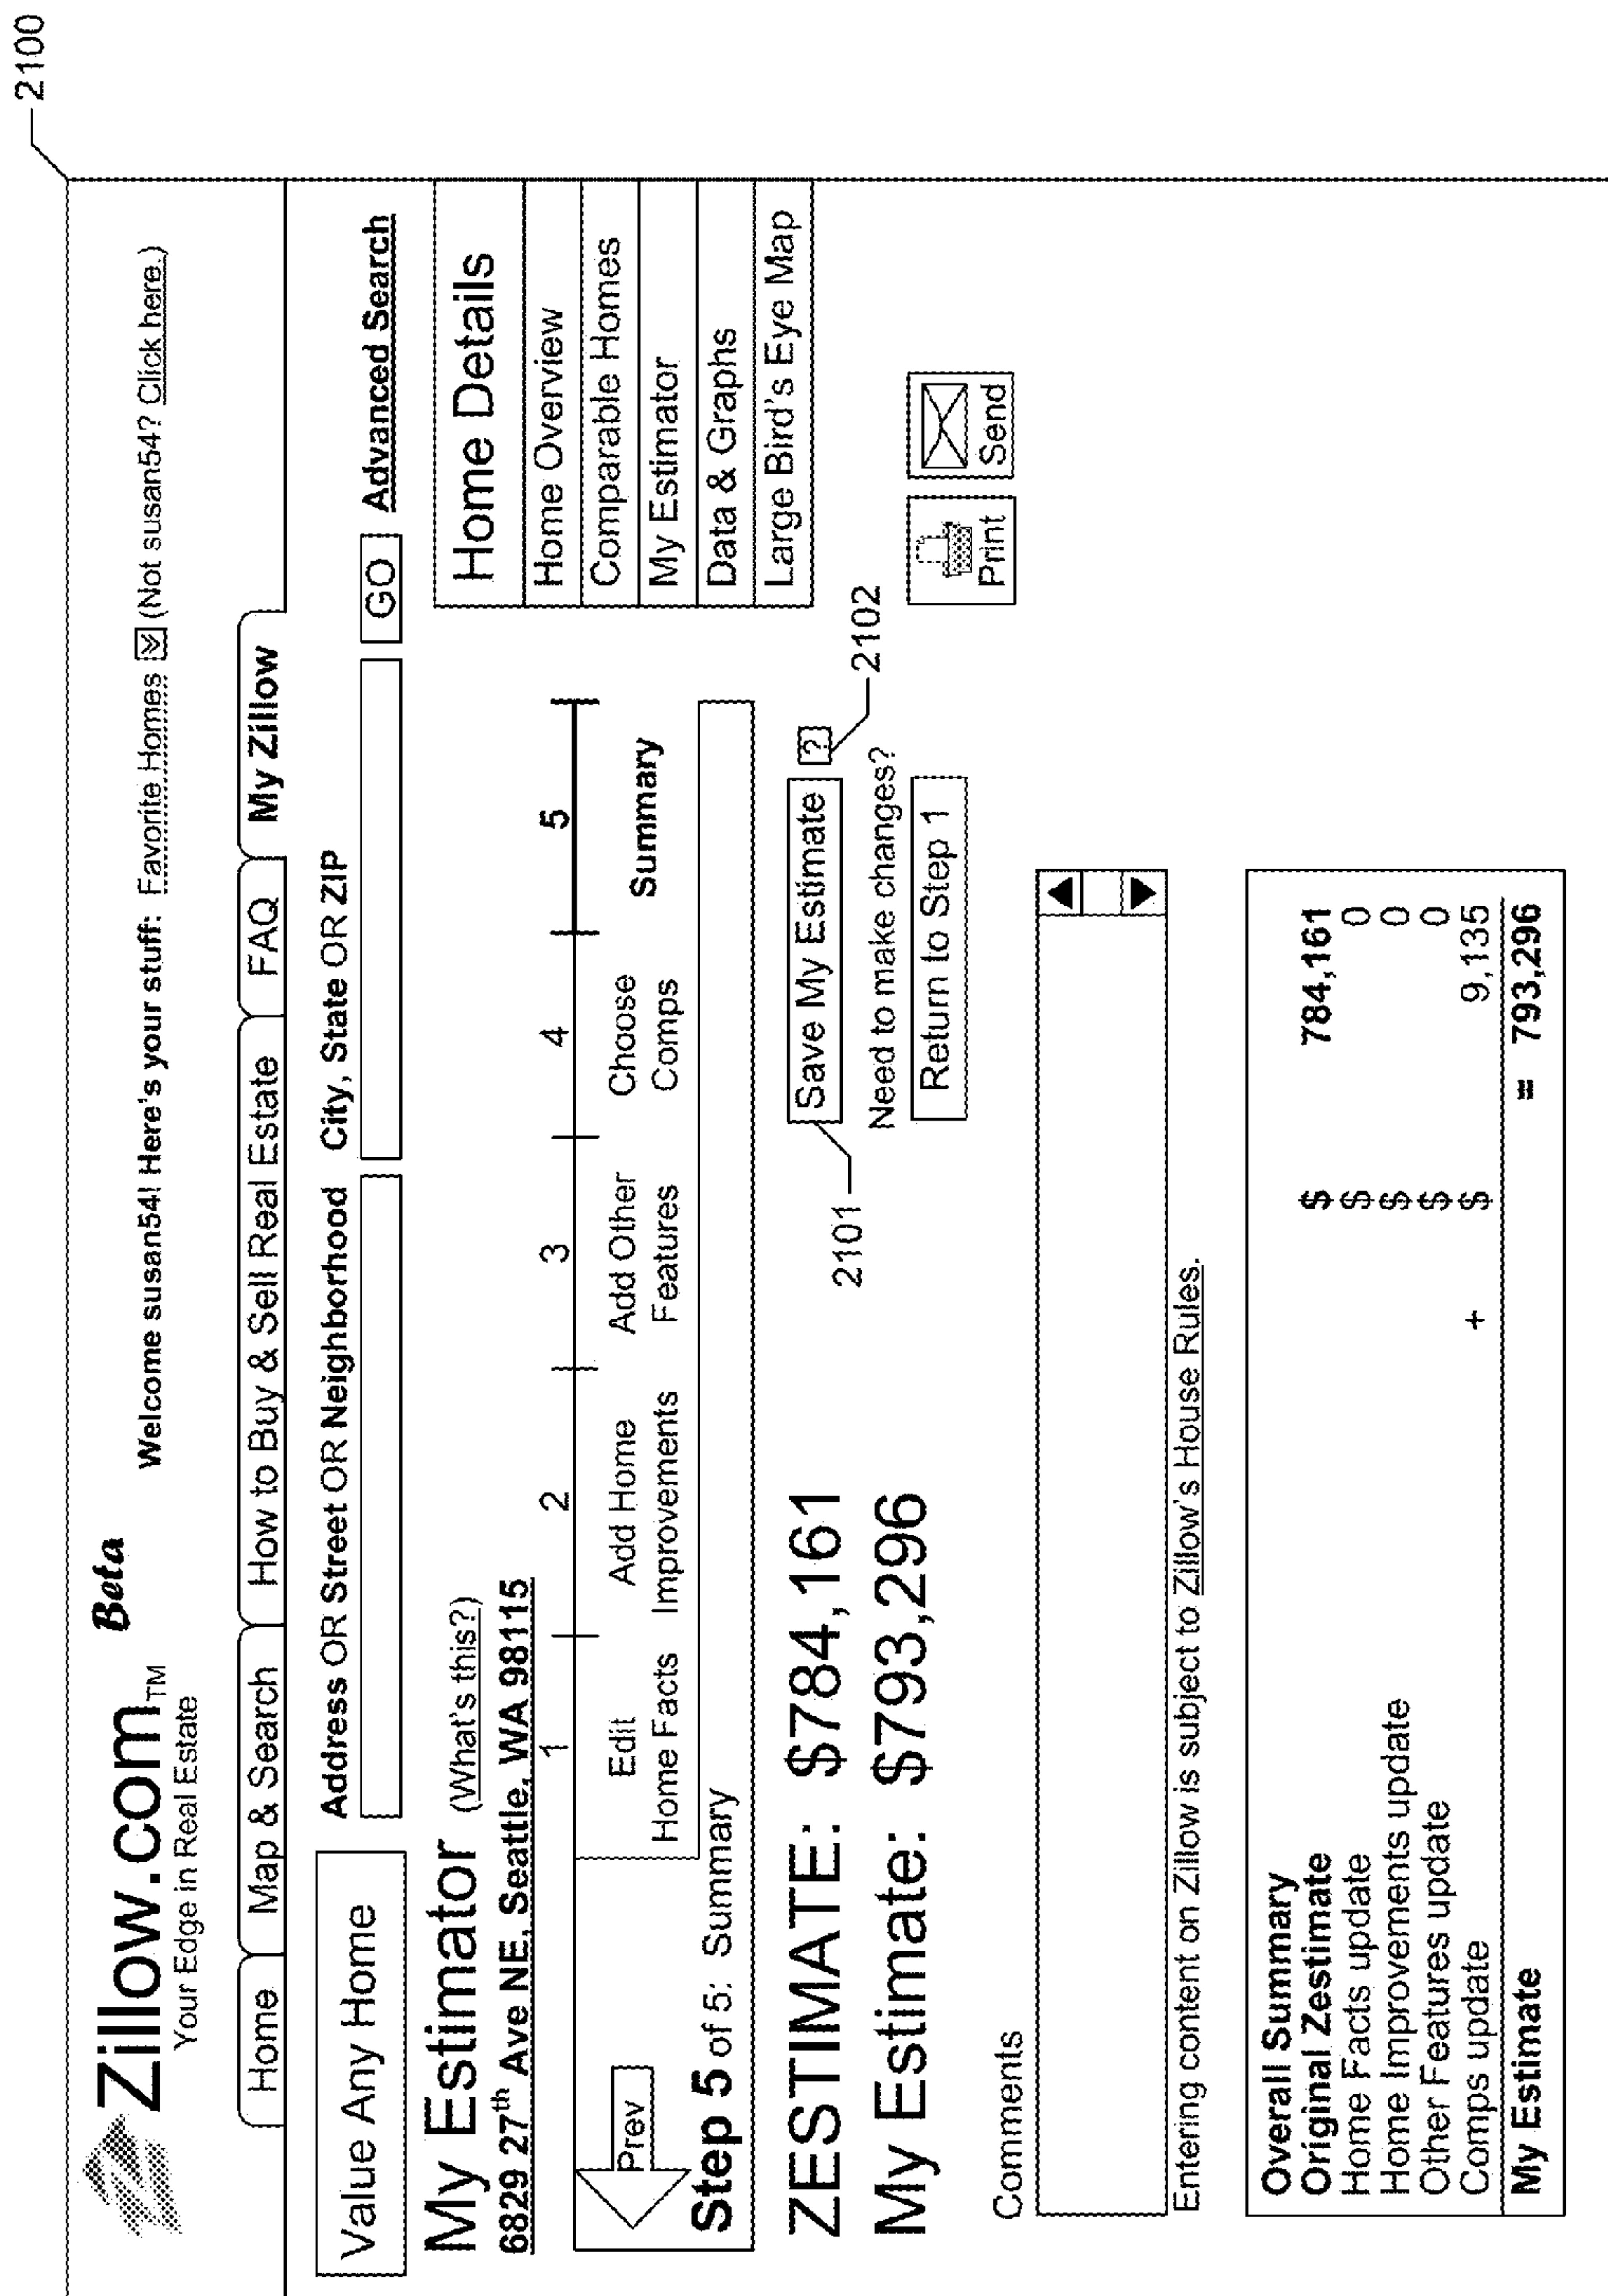 2100
Zillow.com TM Beta
Your Edge in Real Estate
Welcome susan54! Here's your stuff: Favorite Homes (Not susan54? Click here.)
Home Map & Search How to Buy & Sell Real Estate FAQ My Zillow
Value Any Home
Address OR Street OR Neighborhood City, State OR ZIP
GO Advanced Search
My Estimator (What's this?)
6829 27th Ave NE, Seattle, WA 98115
Home Details
Home Overview
Comparable Homes
My Estimator
Data & Graphs
Large Bird's Eye Map
Prev
1 2 3 4 5
Edit Add Home Add Other Choose Summary
Home Facts Improvements Features Comps
Step 5 of 5: Summary
ZESTIMATE: $784,161
My Estimate: $793,296
2101
Save My Estimate ?
2102
Need to make changes?
Return to Step 1
Print Send
Comments
Entering content on Zillow is subject to Zillow's House Rules.
Overall Summary
Original Zestimate $ 784,161
Home Facts update $ 0
Home Improvements update $ 0
Other Features update $ 0
Comps update + $ 9,135
My Estimate = 793,296